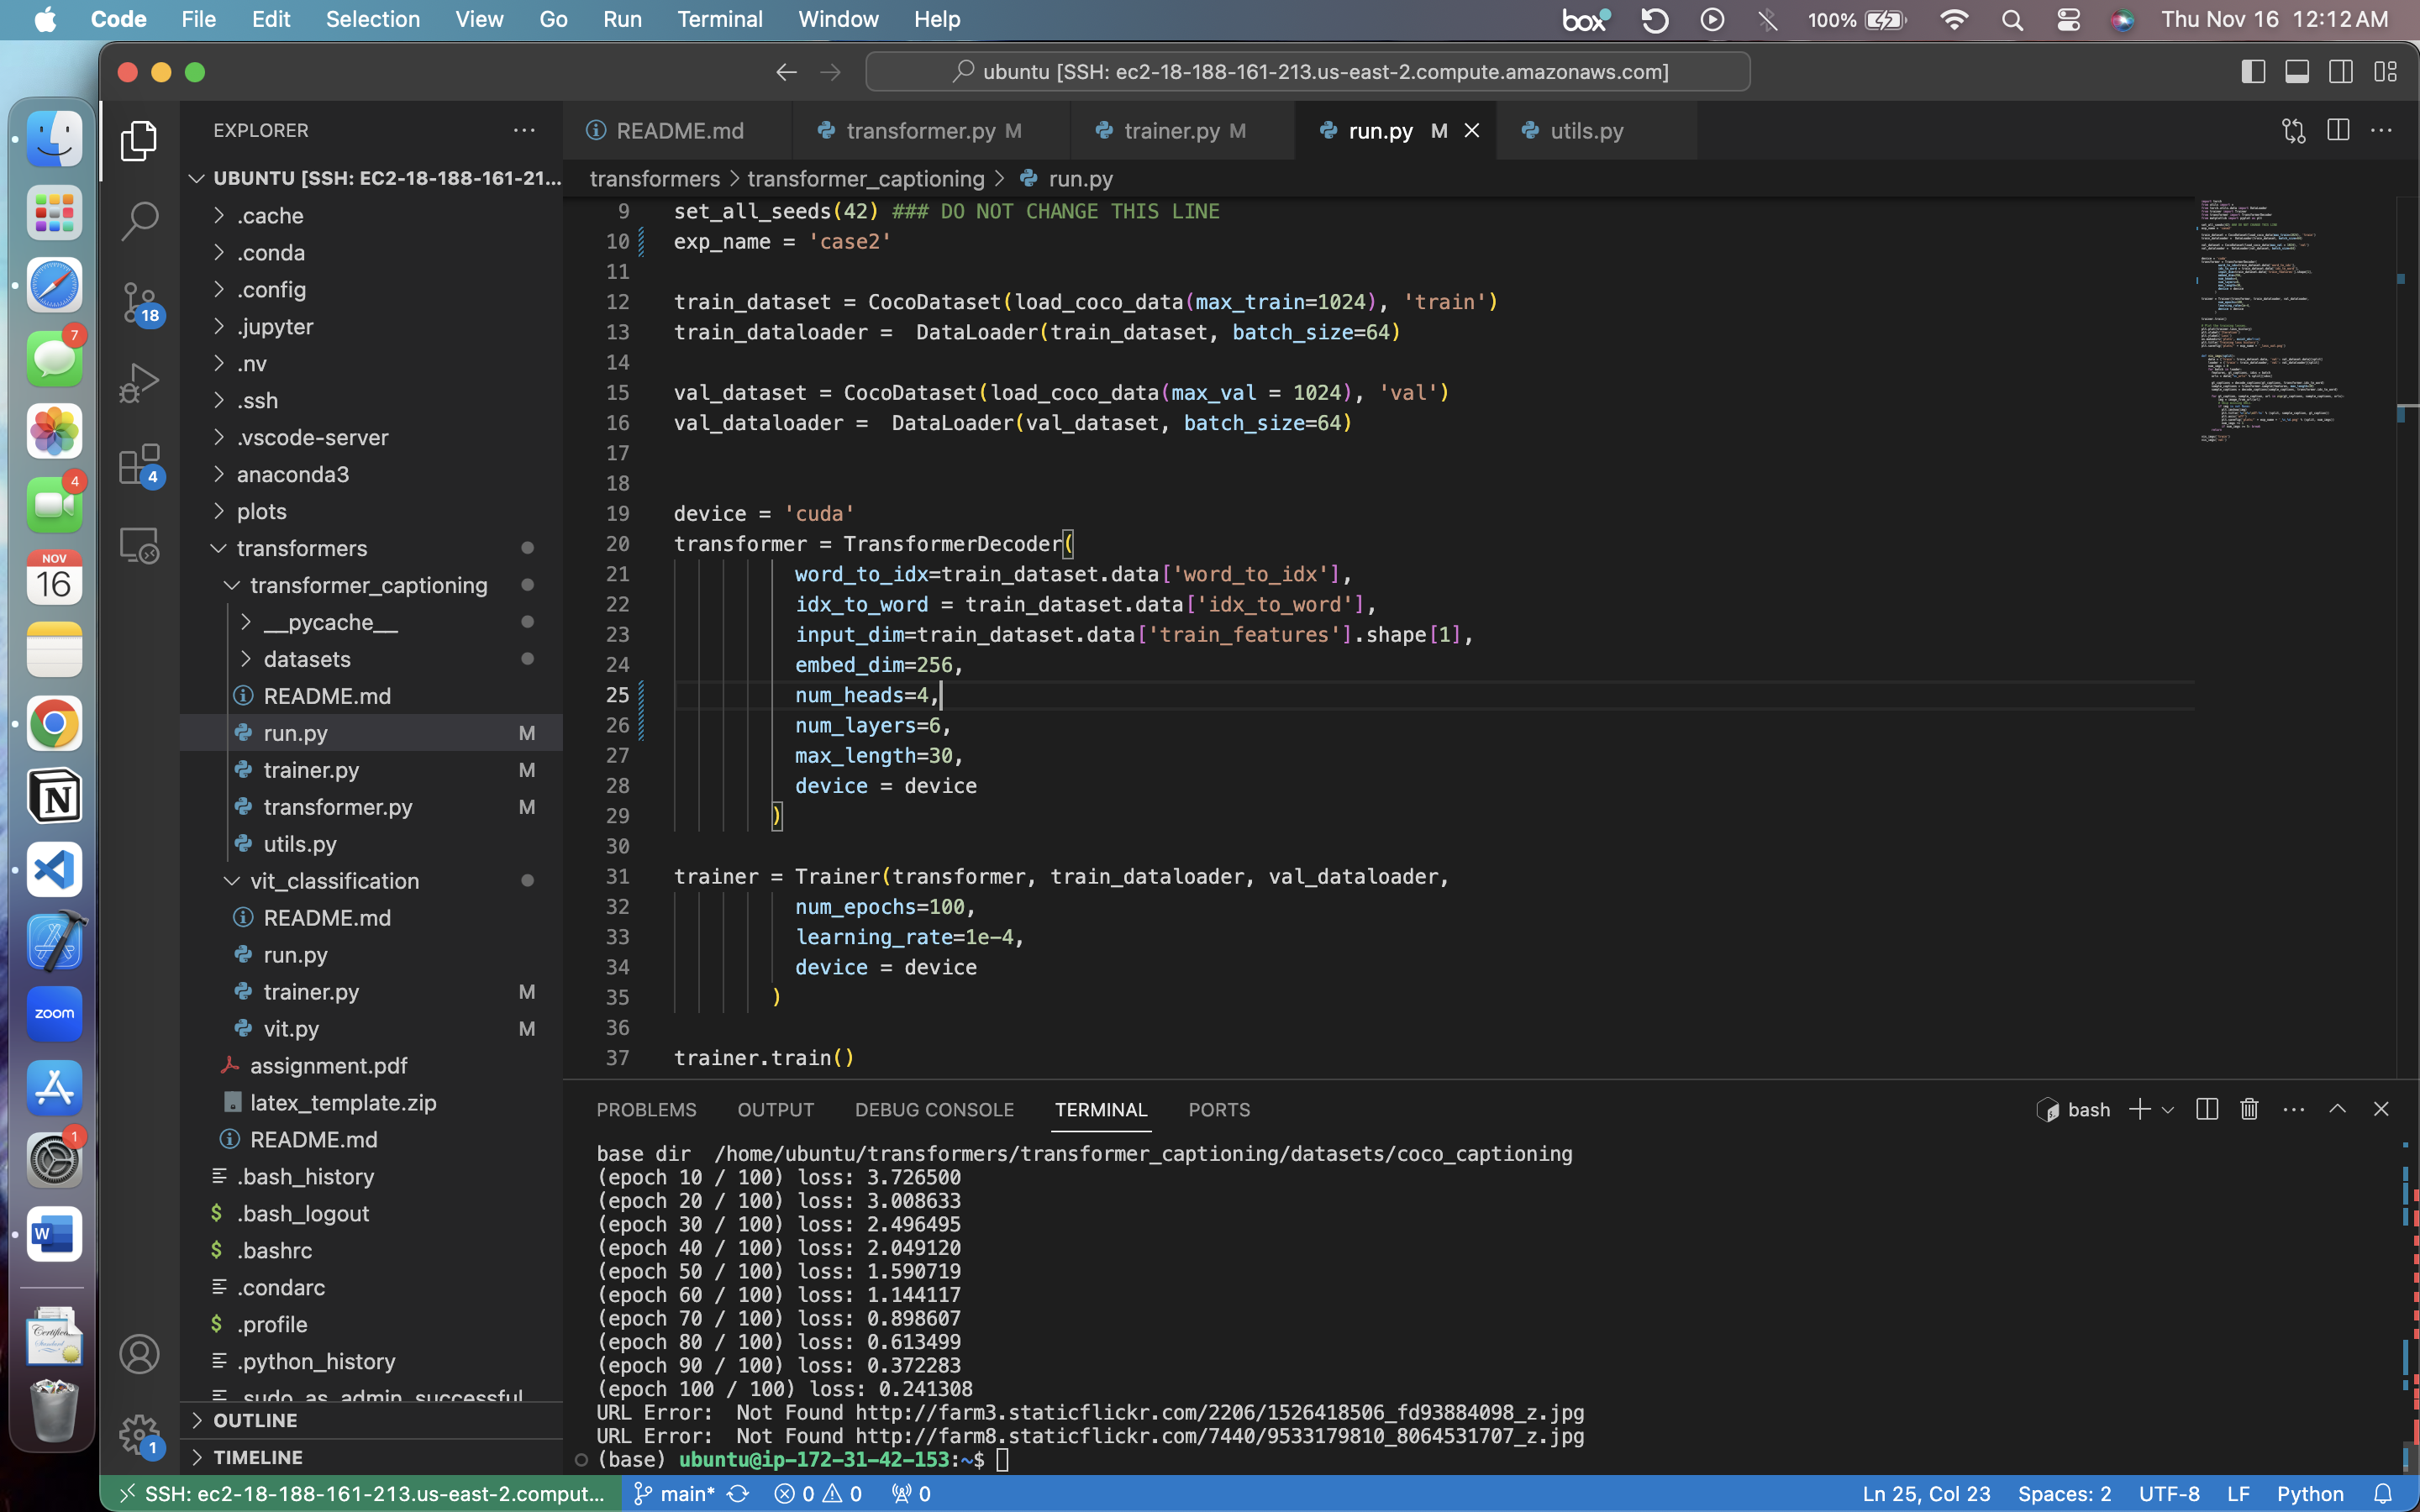 Code File Edit Selection View Go Run Terminal Window Help box 100% Thu Nov 16 12:12 AM
ubuntu [SSH: ec2-18-188-161-213.us-east-2.compute.amazonaws.com]
EXPLORER
README.md transformer.py M trainer.py M run.py M utils.py
transformers > transformer_captioning > run.py
UBUNTU [SSH: EC2-18-188-161-21...
.cache
.conda
.config
.jupyter
.nv
.ssh
.vscode-server
anaconda3
plots
transformers
transformer_captioning
__pycache__
datasets
README.md
run.py M
trainer.py M
transformer.py M
utils.py
vit_classification
README.md
run.py
trainer.py M
vit.py M
assignment.pdf
latex_template.zip
README.md
.bash_history
.bash_logout
.bashrc
.condarc
.profile
.python_history
.sudo_as_admin_successful
OUTLINE
TIMELINE
18
4
1
7
4
NOV
16
zoom
1
W
9 set_all_seeds(42) ### DO NOT CHANGE THIS LINE
10 exp_name = 'case2'
11
12 train_dataset = CocoDataset(load_coco_data(max_train=1024), 'train')
13 train_dataloader =  DataLoader(train_dataset, batch_size=64)
14
15 val_dataset = CocoDataset(load_coco_data(max_val = 1024), 'val')
16 val_dataloader =  DataLoader(val_dataset, batch_size=64)
17
18
19 device = 'cuda'
20 transformer = TransformerDecoder(
21 word_to_idx=train_dataset.data['word_to_idx'],
22 idx_to_word = train_dataset.data['idx_to_word'],
23 input_dim=train_dataset.data['train_features'].shape[1],
24 embed_dim=256,
25 num_heads=4,
26 num_layers=6,
27 max_length=30,
28 device = device
29 )
30
31 trainer = Trainer(transformer, train_dataloader, val_dataloader,
32 num_epochs=100,
33 learning_rate=1e-4,
34 device = device
35 )
36
37 trainer.train()
PROBLEMS OUTPUT DEBUG CONSOLE TERMINAL PORTS bash
base dir  /home/ubuntu/transformers/transformer_captioning/datasets/coco_captioning
(epoch 10 / 100) loss: 3.726500
(epoch 20 / 100) loss: 3.008633
(epoch 30 / 100) loss: 2.496495
(epoch 40 / 100) loss: 2.049120
(epoch 50 / 100) loss: 1.590719
(epoch 60 / 100) loss: 1.144117
(epoch 70 / 100) loss: 0.898607
(epoch 80 / 100) loss: 0.613499
(epoch 90 / 100) loss: 0.372283
(epoch 100 / 100) loss: 0.241308
URL Error:  Not Found http://farm3.staticflickr.com/2206/1526418506_fd93884098_z.jpg
URL Error:  Not Found http://farm8.staticflickr.com/7440/9533179810_8064531707_z.jpg
(base) ubuntu@ip-172-31-42-153:~$
SSH: ec2-18-188-161-213.us-east-2.comput... main* 0 0 0 Ln 25, Col 23 Spaces: 2 UTF-8 LF Python